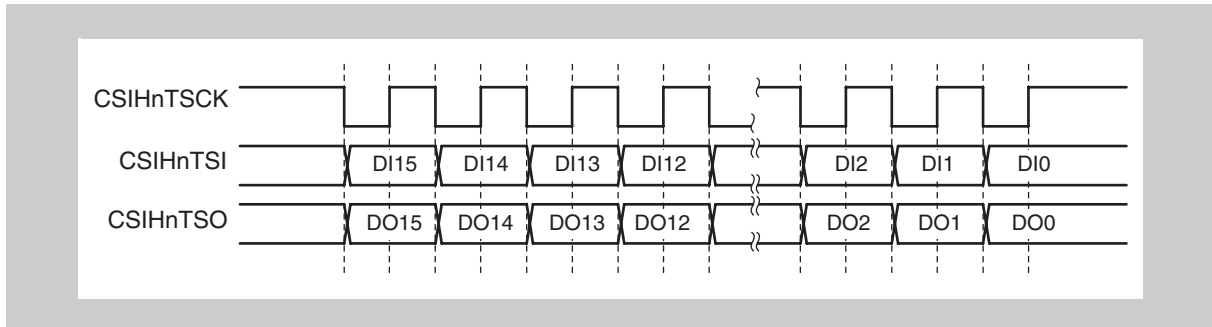 CSIHnTSCK
CSIHnTSI DI15 DI14 DI13 DI12 DI2 DI1 DI0
CSIHnTSO DO15 DO14 DO13 DO12 DO2 DO1 DO0